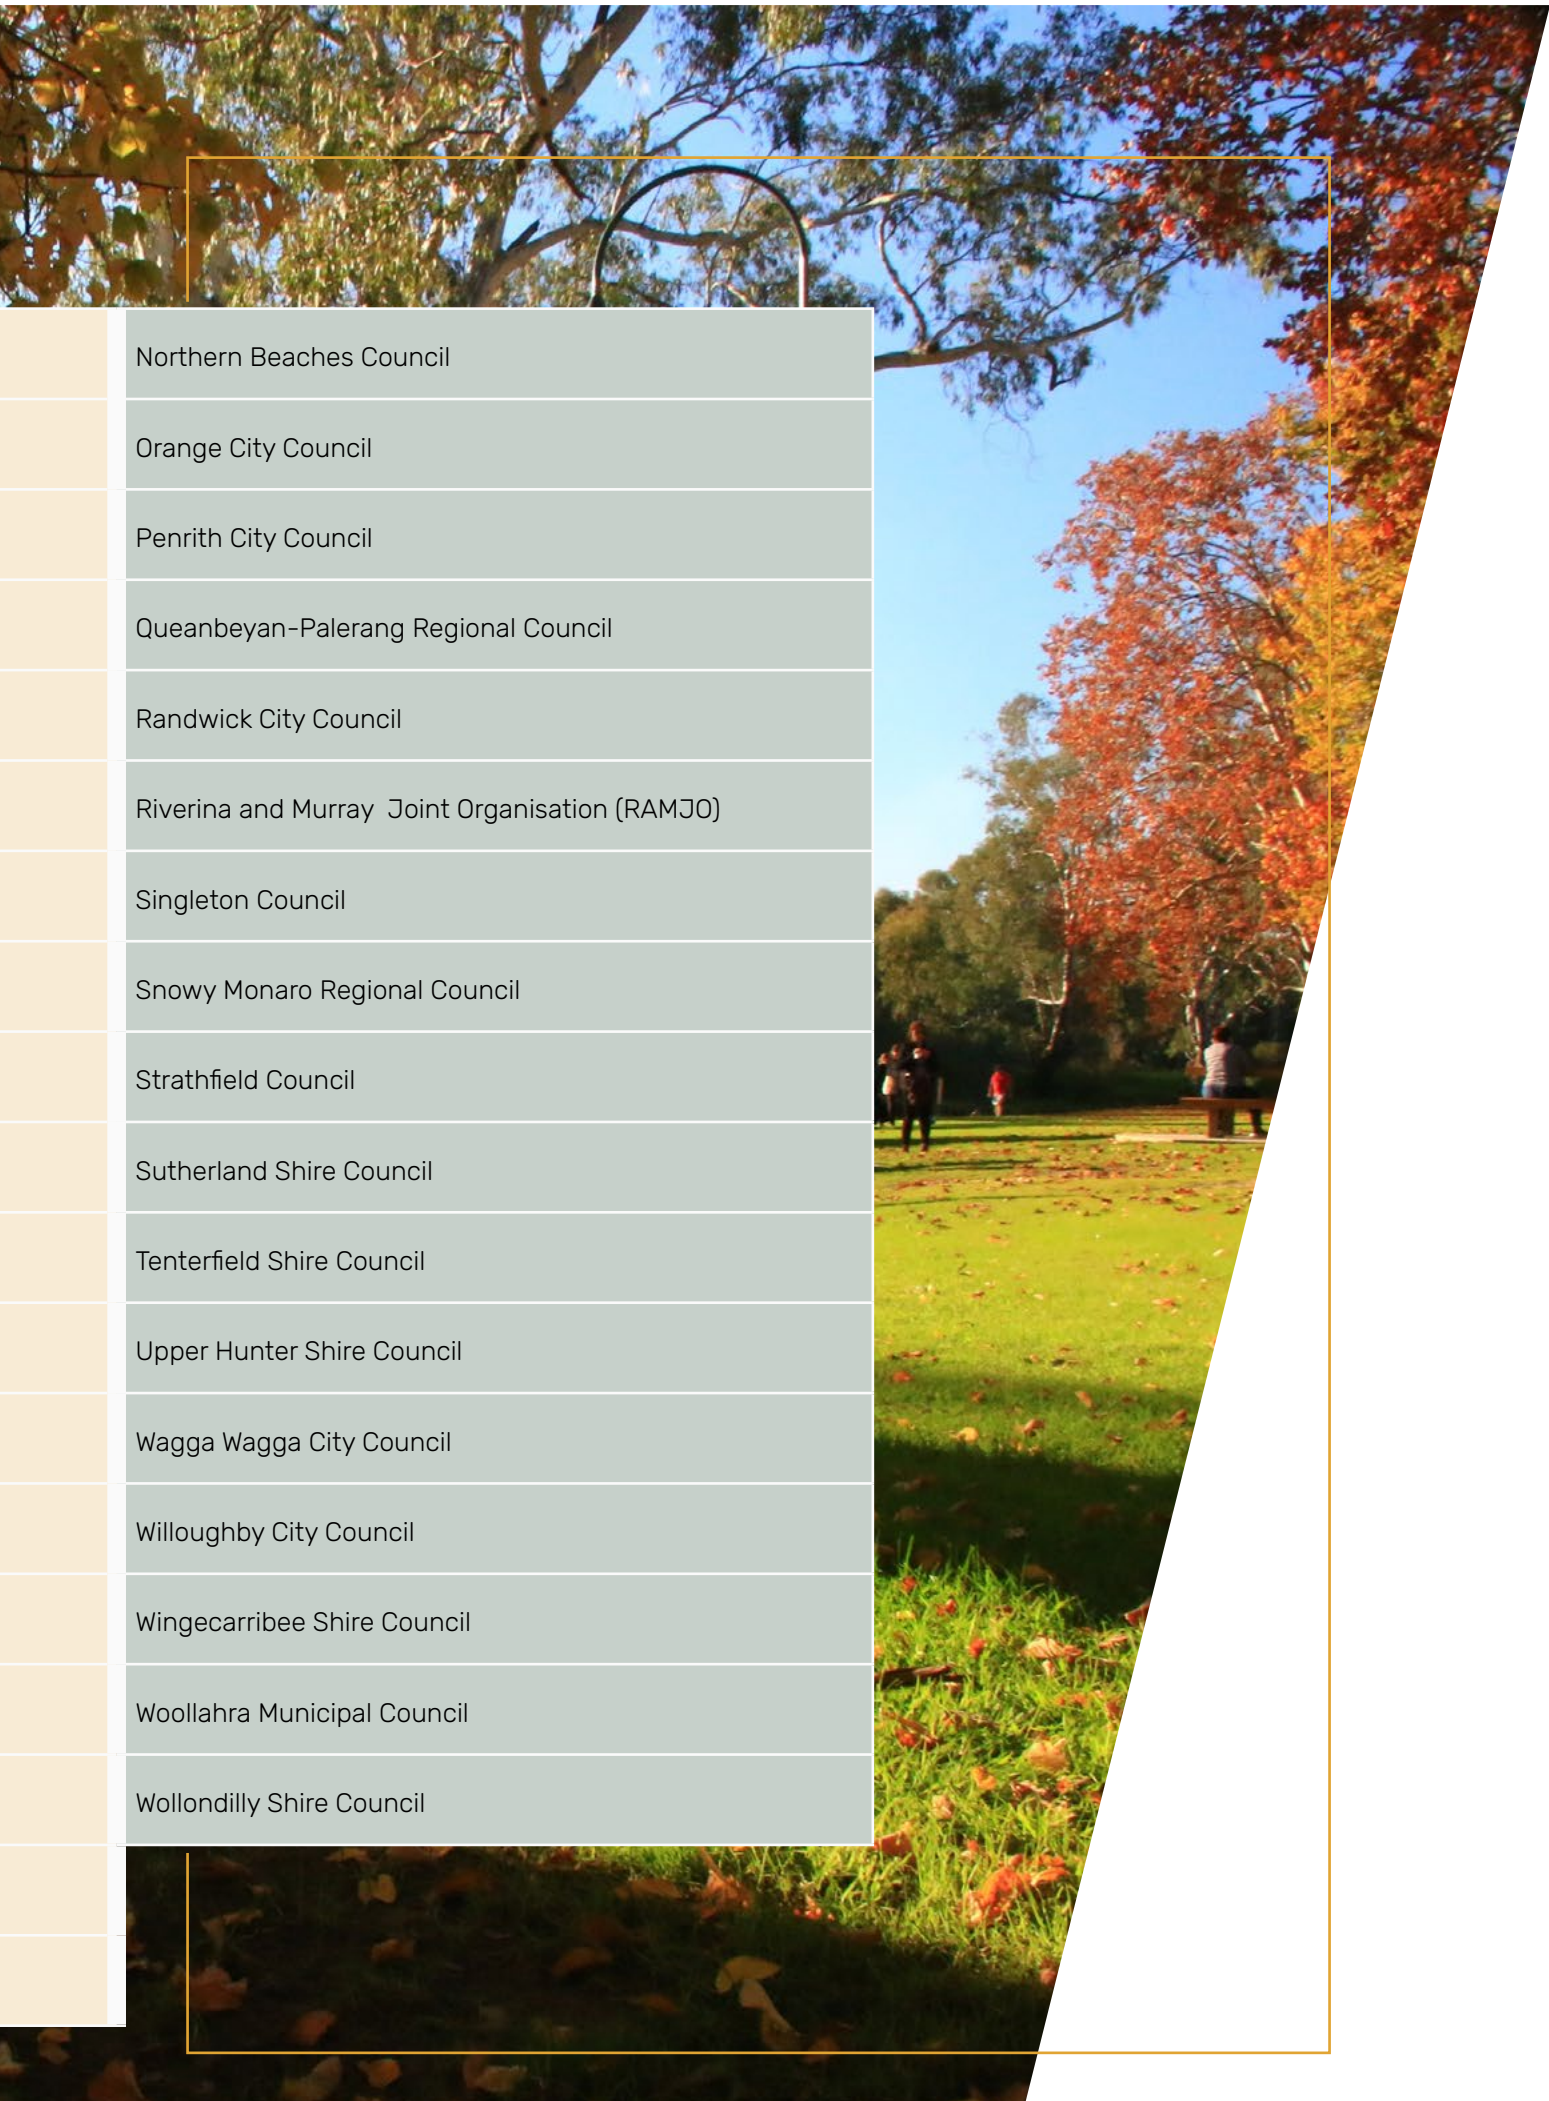 Northern Beaches Council
Orange City Council
Penrith City Council
Queanbeyan-Palerang Regional Council
Randwick City Council
Riverina and Murray  Joint Organisation (RAMJO)
Singleton Council
Snowy Monaro Regional Council
Strathfield Council
Sutherland Shire Council
Tenterfield Shire Council
Upper Hunter Shire Council
Wagga Wagga City Council
Willoughby City Council
Wingecarribee Shire Council
Woollahra Municipal Council
Wollondilly Shire Council